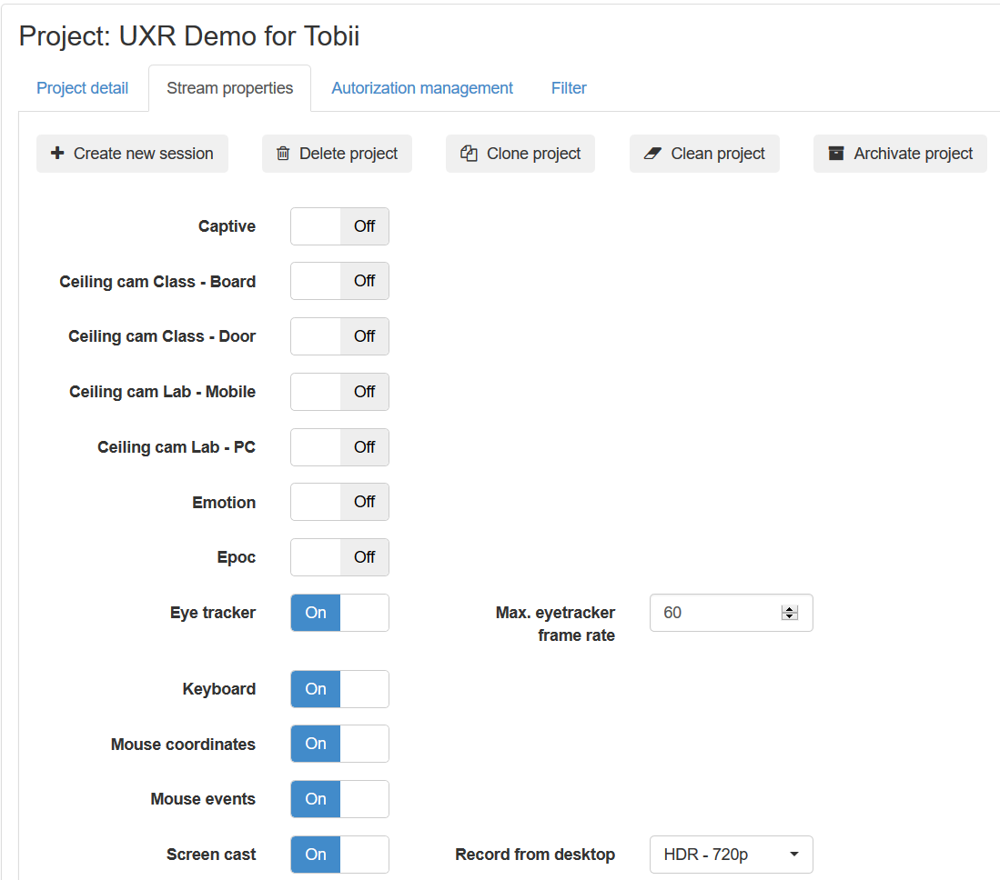 Project: UXR Demo for Tobii
Project detail Stream properties Autorization management Filter
Create new session Delete project Clone project Clean project Archivate project
Captive Off
Ceiling cam Class - Board Off
Ceiling cam Class - Door Off
Ceiling cam Lab - Mobile Off
Ceiling cam Lab - PC Off
Emotion Off
Epoc Off
Eye tracker On Max. eyetracker 60
frame rate
Keyboard On
Mouse coordinates On
Mouse events On
Screen cast On Record from desktop HDR - 720p